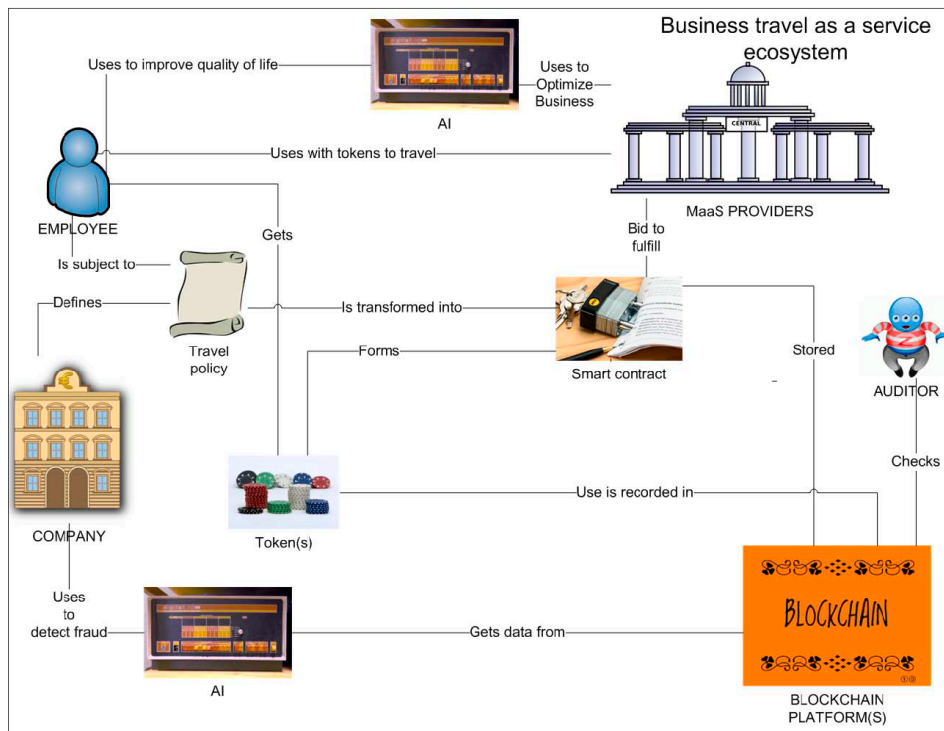 Business travel as a service
ecosystem
Uses to improve quality of life
Uses to
Optimize
Business
AI
CENTRAL
Uses with tokens to travel
MaaS PROVIDERS
EMPLOYEE
Gets
Bid to
fulfill
Is subject to
Defines
Is transformed into
Travel
policy
Forms
Smart contract
Stored
AUDITOR
Checks
Use is recorded in
COMPANY
Token(s)
Uses
to
detect fraud
BLOCKCHAIN
Gets data from
AI
BLOCKCHAIN
PLATFORM(S)